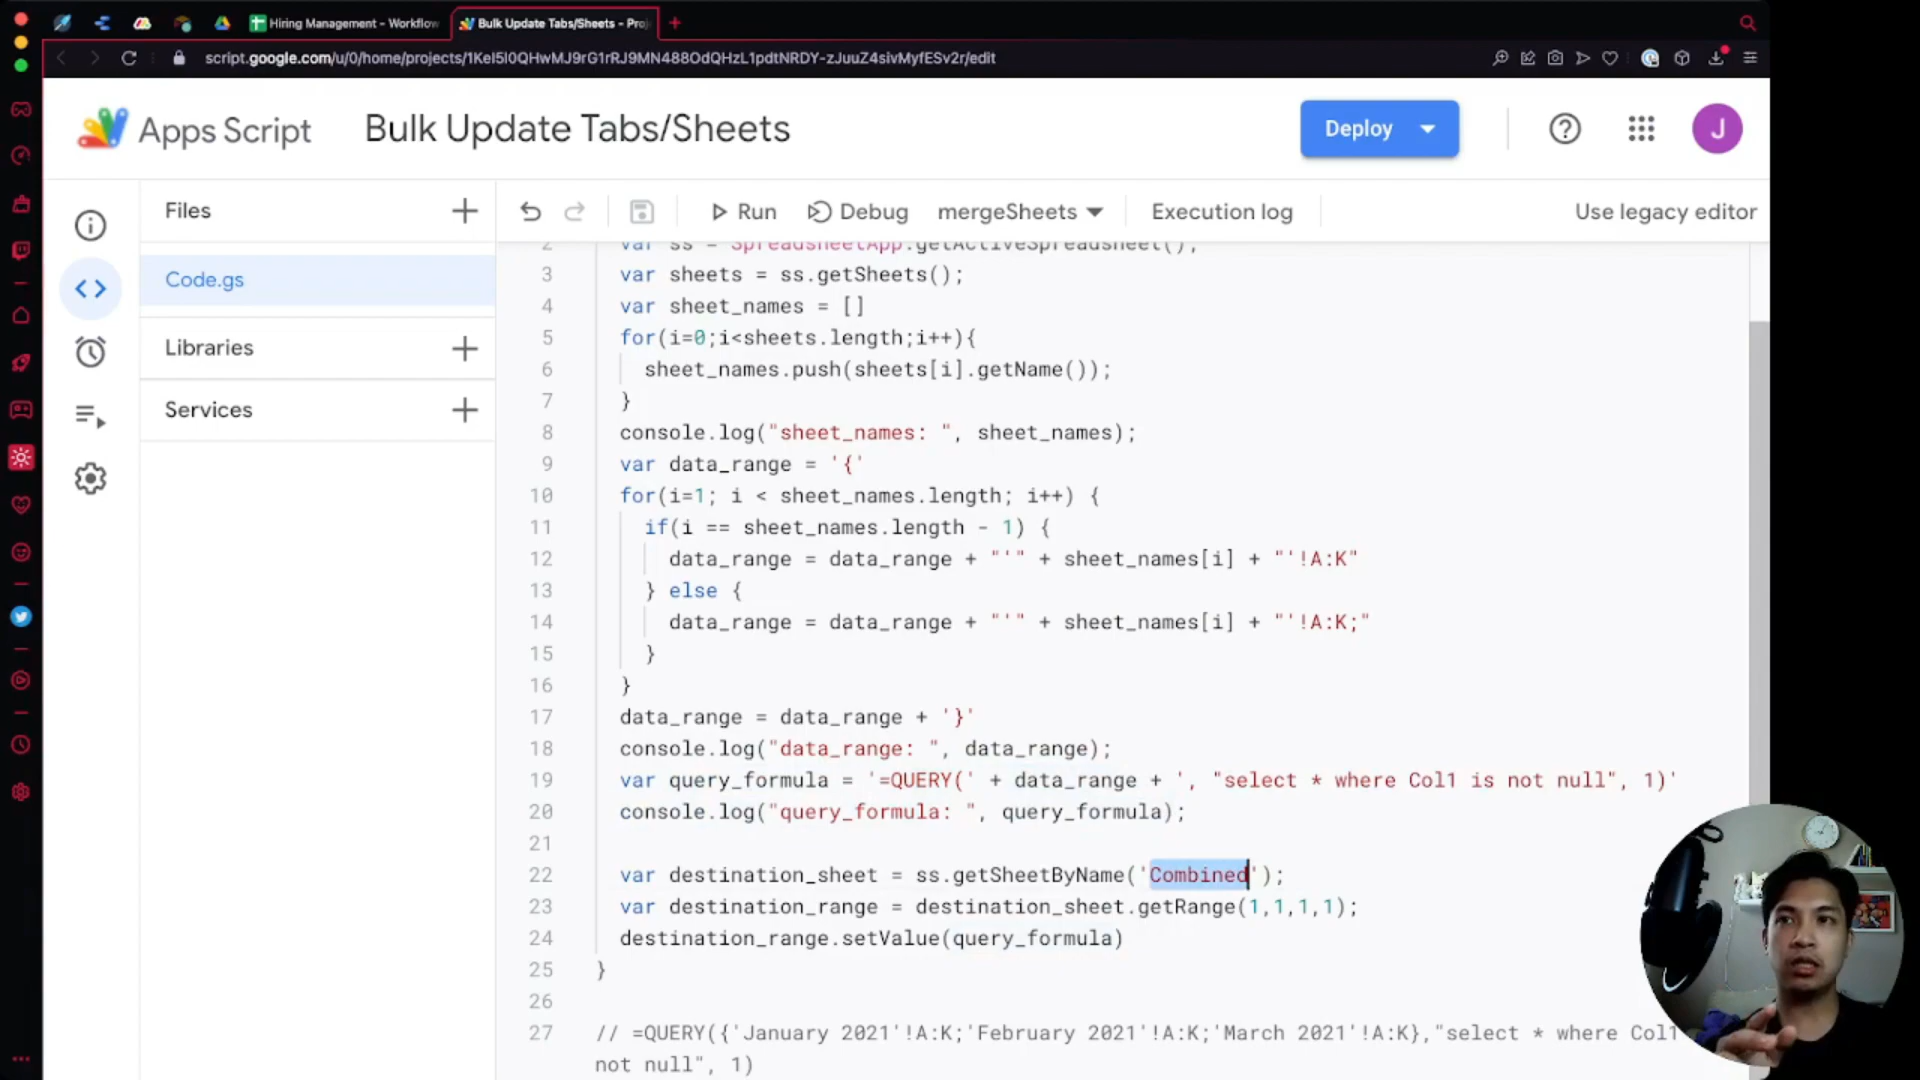 Hiring Management - Workflow
Bulk Update Tabs/Sheets - Proj
script.google.com/u/0/home/projects/1KeI5I0QHwMJ9rG1rRJ9MN488OdQHzL1pdtNRDY-zJuuZ4sivMyfESv2r/edit
Apps Script
Bulk Update Tabs/Sheets
Deploy
J
Files
Run
Debug
mergeSheets
Execution log
Use legacy editor
Code.gs
Libraries
Services
2 var ss = SpreadsheetApp.getActiveSpreadsheet();
3 var sheets = ss.getSheets();
4 var sheet_names = []
5 for(i=0;i<sheets.length;i++){
6 sheet_names.push(sheets[i].getName());
7 }
8 console.log("sheet_names: ", sheet_names);
9 var data_range = '{'
10 for(i=1; i < sheet_names.length; i++) {
11 if(i == sheet_names.length - 1) {
12 data_range = data_range + "'" + sheet_names[i] + "'!A:K"
13 } else {
14 data_range = data_range + "'" + sheet_names[i] + "'!A:K;"
15 }
16 }
17 data_range = data_range + '}'
18 console.log("data_range: ", data_range);
19 var query_formula = '=QUERY(' + data_range + ', "select * where Col1 is not null", 1)'
20 console.log("query_formula: ", query_formula);
21
22 var destination_sheet = ss.getSheetByName('Combined');
23 var destination_range = destination_sheet.getRange(1,1,1,1);
24 destination_range.setValue(query_formula)
25 }
26
27 // =QUERY({'January 2021'!A:K;'February 2021'!A:K;'March 2021'!A:K},"select * where Col1
not null", 1)